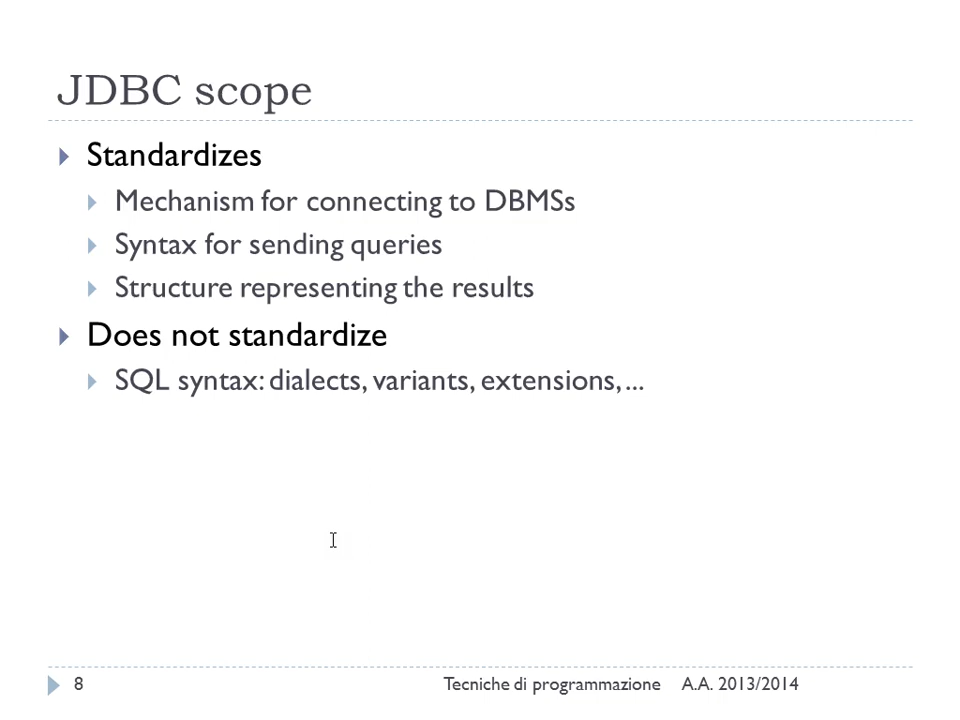 JDBC scope
Standardizes
Mechanism for connecting to DBMSs
Syntax for sending queries
Structure representing the results
Does not standardize
SQL syntax: dialects, variants, extensions, ...
8 Tecniche di programmazione A.A. 2013/2014